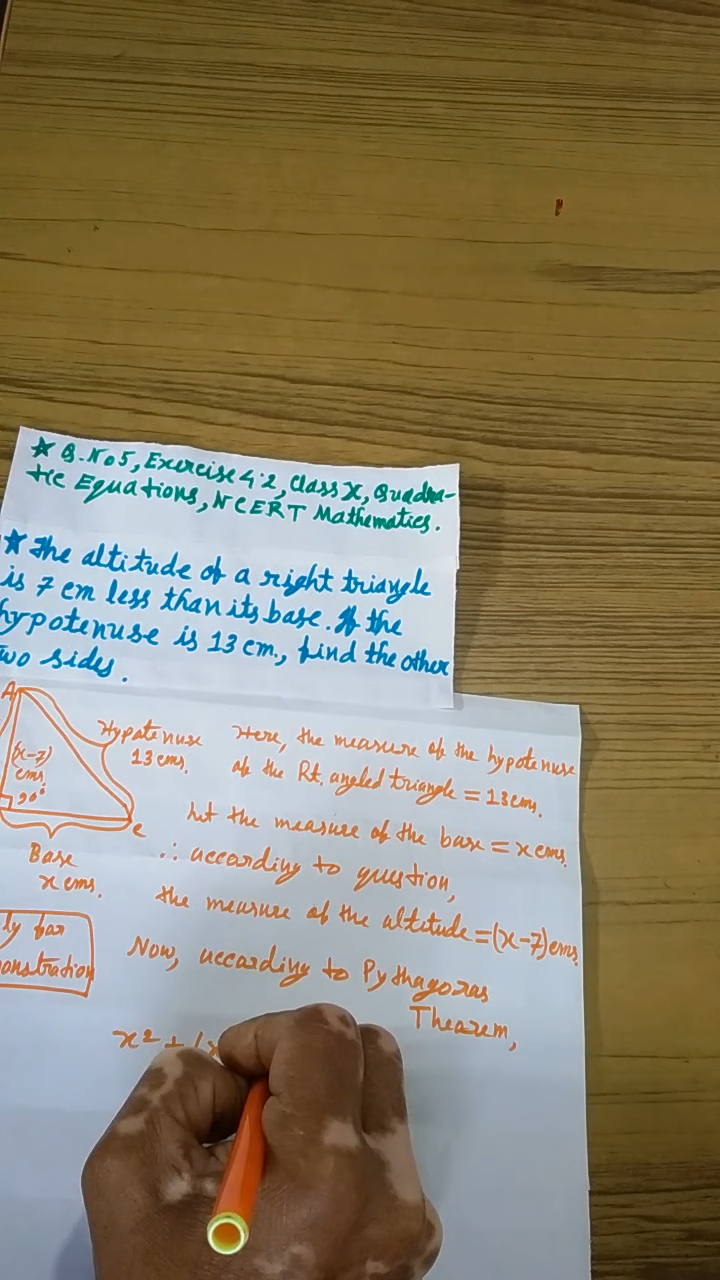 * Q.No5, Exercise 4.2, Class X, Quadra-
tic Equations, NCERT Mathematics.
* The altitude of a right triangle
is 7 cm less than its base. If the
hypotenuse is 13 cm., find the other
two sides.
A
Hypotenuse
13 cms.
(x-7)
cms
90°
C
Base
x cms.
Here, the measure of the hypotenuse
of the Rt. angled triangle = 13 cms.
Let the measure of the base = x cms.
∴ according to question,
the measure of the altitude = (x-7) cms.
Now, according to Pythagoras
Theorem,
x² + (x